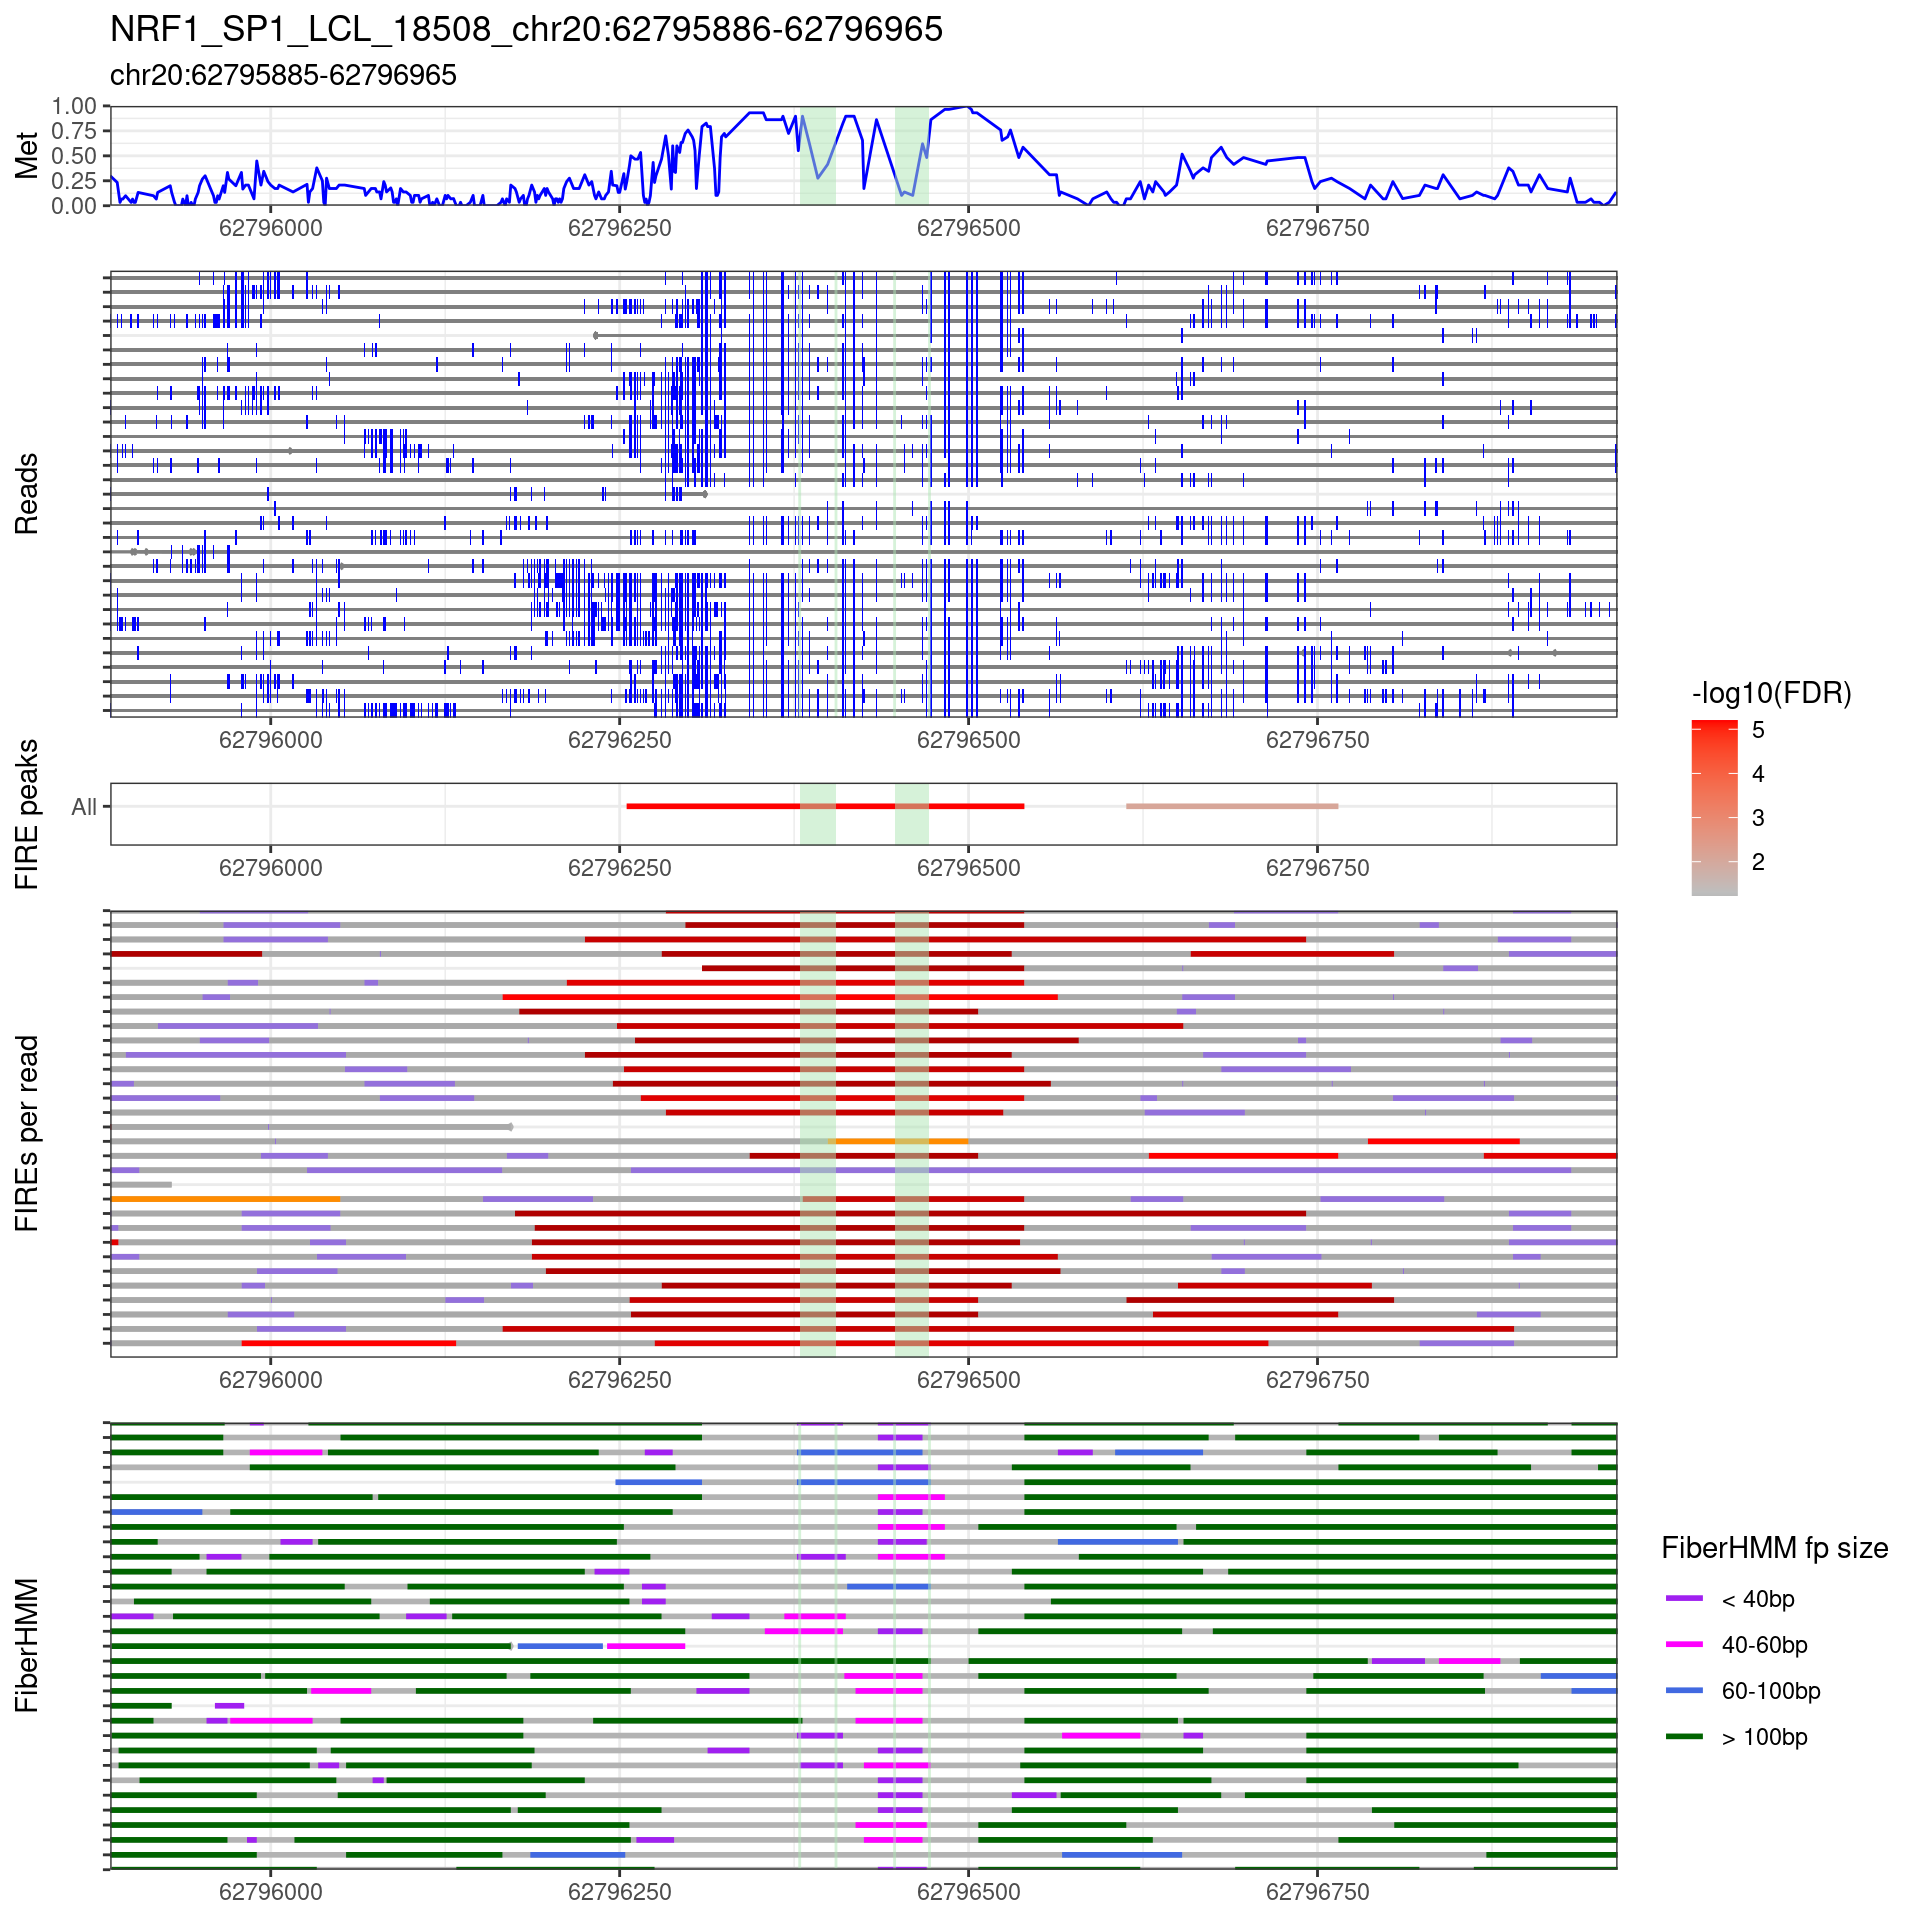 NRF1_SP1_LCL_18508_chr20:62795886-62796965
chr20:62795885-62796965
Met
1.00
0.75
0.50
0.25
0.00
62796000 62796250 62796500 62796750
Reads
62796000 62796250 62796500 62796750
FIRE peaks
All
62796000 62796250 62796500 62796750
-log10(FDR)
5
4
3
2
FIREs per read
62796000 62796250 62796500 62796750
FiberHMM
62796000 62796250 62796500 62796750
FiberHMM fp size
< 40bp
40-60bp
60-100bp
> 100bp